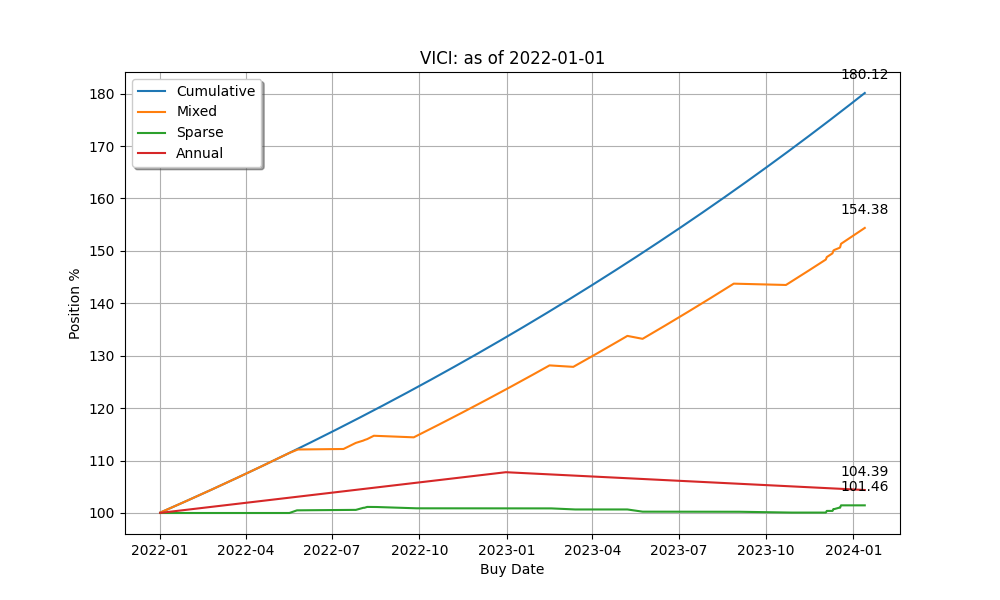 VICI: as of 2022-01-01
180.12
Cumulative
Mixed
Sparse
Annual
154.38
104.39
101.46
180
170
160
150
140
130
120
110
100
Position %
2022-01 2022-04 2022-07 2022-10 2023-01 2023-04 2023-07 2023-10 2024-01
Buy Date